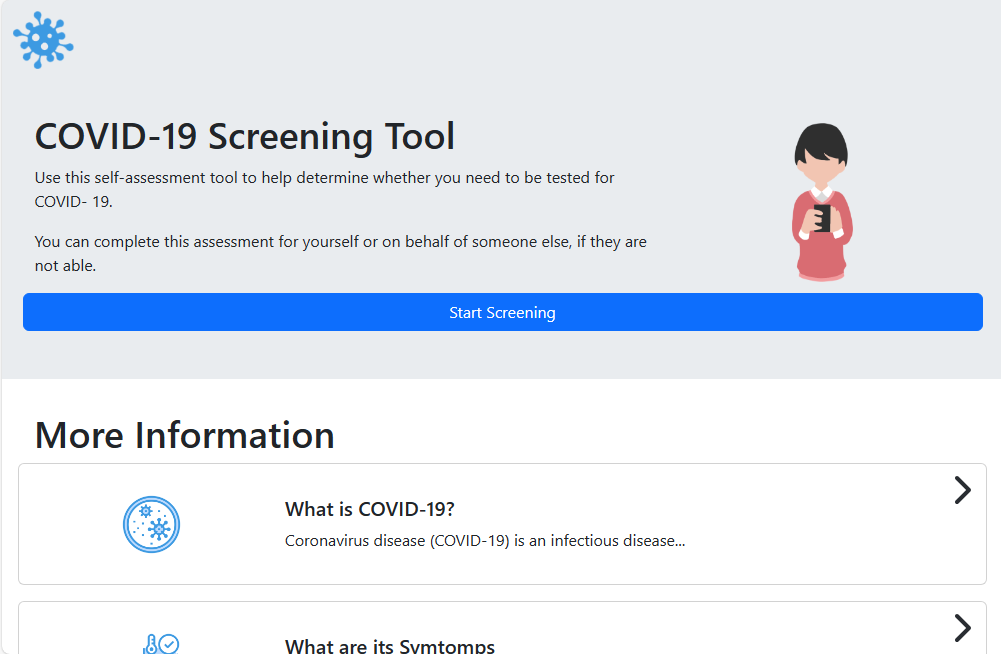 COVID-19 Screening Tool
Use this self-assessment tool to help determine whether you need to be tested for
COVID- 19.
You can complete this assessment for yourself or on behalf of someone else, if they are
not able.
Start Screening
More Information
What is COVID-19?
Coronavirus disease (COVID-19) is an infectious disease...
What are its Symtomps